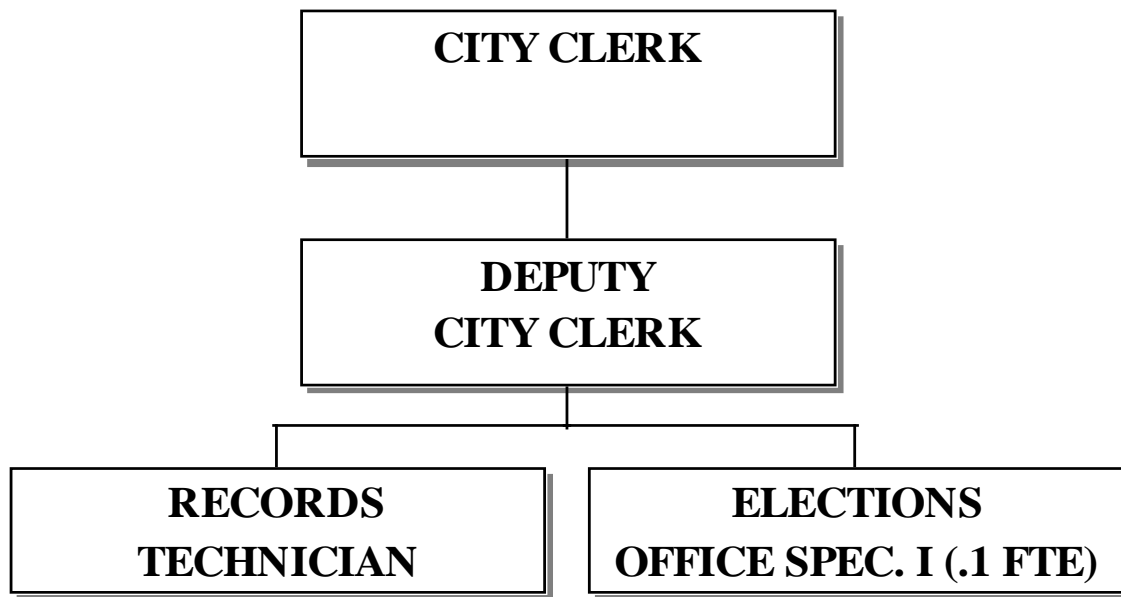 CITY CLERK
DEPUTY
CITY CLERK
RECORDS
TECHNICIAN
ELECTIONS
OFFICE SPEC. I (.1 FTE)